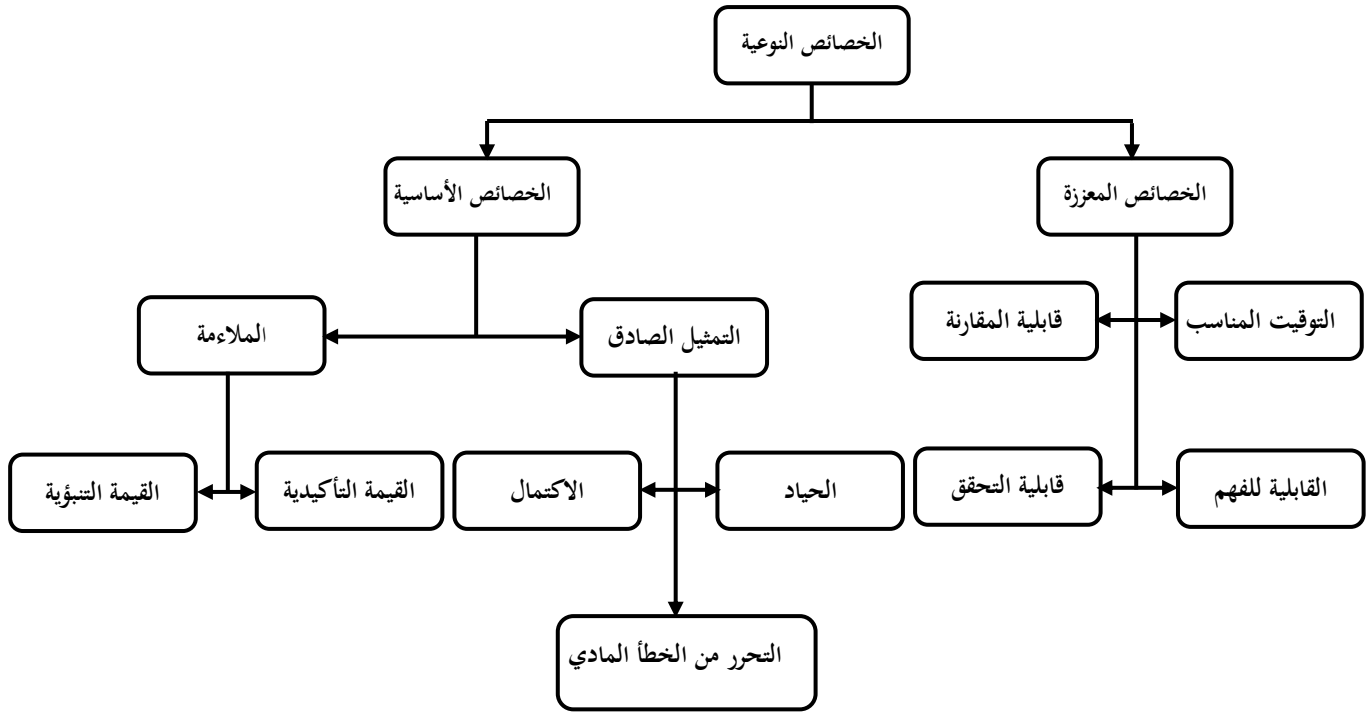 الخصائص النوعية
الخصائص المعززة
الخصائص الأساسية
التوقيت المناسب
قابلية المقارنة
التمثيل الصادق
الملاءمة
القابلية للفهم
قابلية التحقق
الحياد
الاكتمال
القيمة التأكيدية
القيمة التنبؤية
التحرر من الخطأ المادي